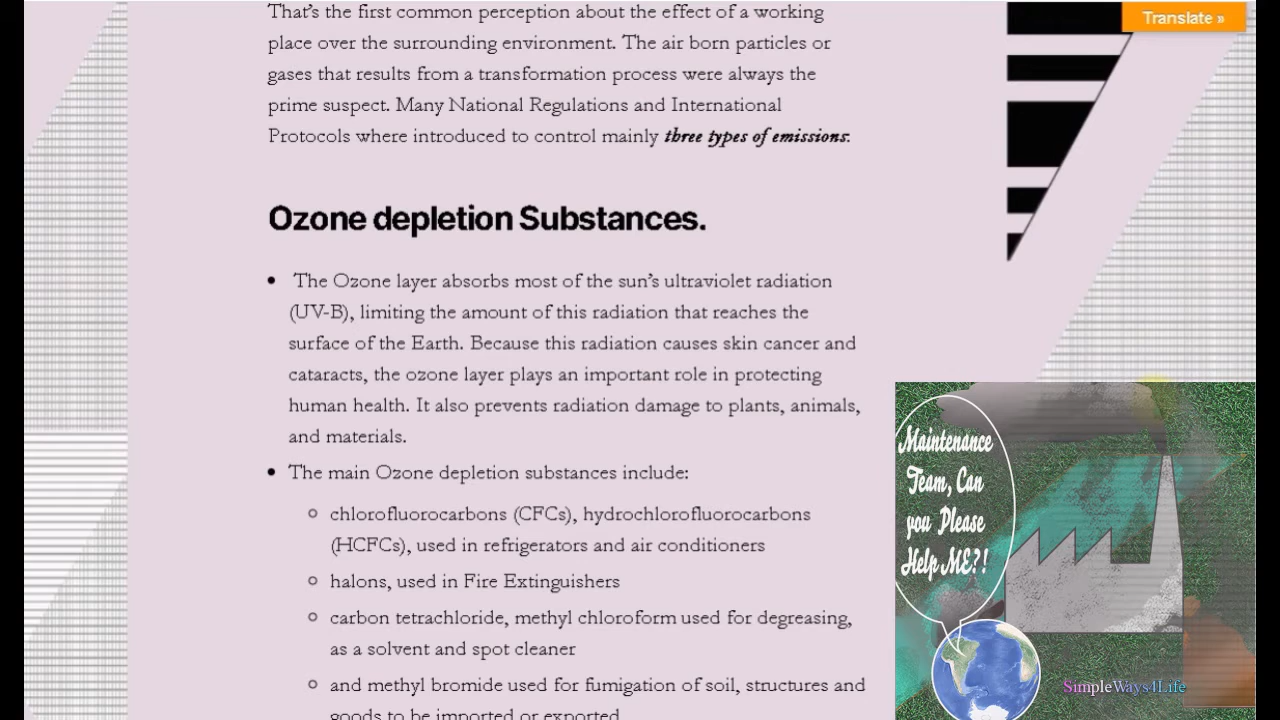 That's the first common perception about the effect of a working
place over the surrounding environment. The air born particles or
gases that results from a transformation process were always the
prime suspect. Many National Regulations and International
Protocols where introduced to control mainly three types of emissions:
Translate »
Ozone depletion Substances.
The Ozone layer absorbs most of the sun's ultraviolet radiation
(UV-B), limiting the amount of this radiation that reaches the
surface of the Earth. Because this radiation causes skin cancer and
cataracts, the ozone layer plays an important role in protecting
human health. It also prevents radiation damage to plants, animals,
and materials.
The main Ozone depletion substances include:
chlorofluorocarbons (CFCs), hydrochlorofluorocarbons
(HCFCs), used in refrigerators and air conditioners
halons, used in Fire Extinguishers
carbon tetrachloride, methyl chloroform used for degreasing,
as a solvent and spot cleaner
and methyl bromide used for fumigation of soil, structures and
goods to be imported or exported
Maintenance
Team, Can
you Please
Help ME?!
SimpleWays4Life